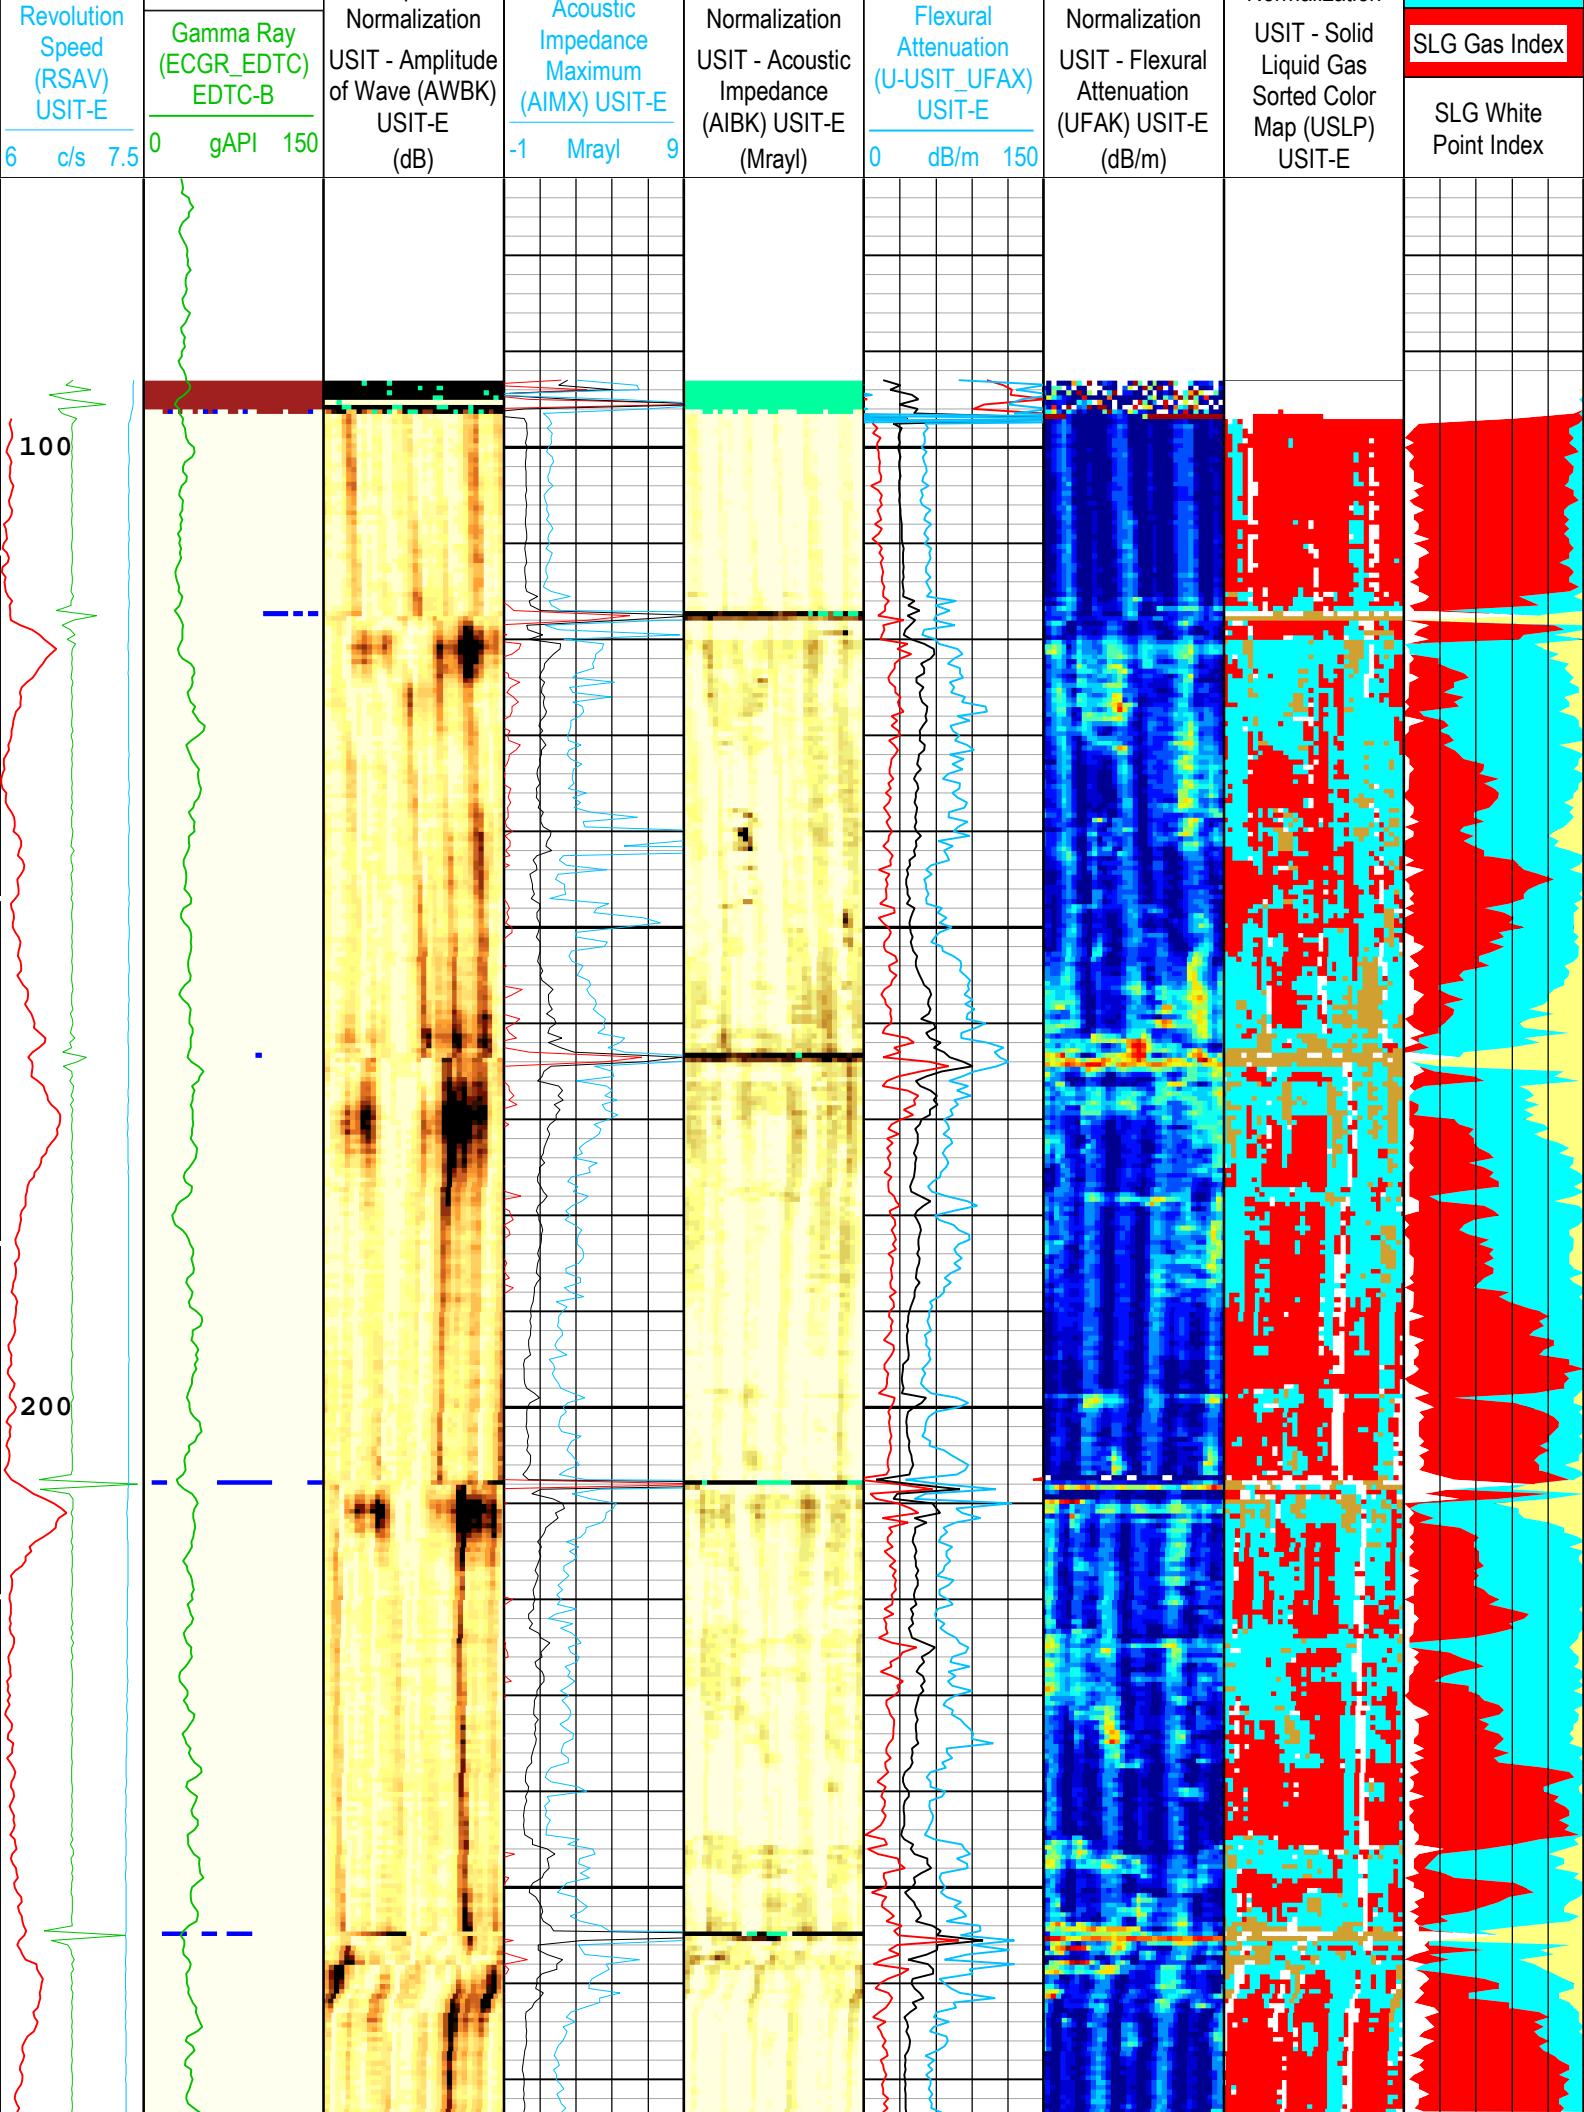 Revolution
Speed
(RSAV)
USIT-E
6 c/s 7.5
Gamma Ray
(ECGR_EDTC)
EDTC-B
0 gAPI 150
Normalization
USIT - Amplitude
of Wave (AWBK)
USIT-E
(dB)
Acoustic
Impedance
Maximum
(AIMX) USIT-E
-1 Mrayl 9
Normalization
USIT - Acoustic
Impedance
(AIBK) USIT-E
(Mrayl)
Flexural
Attenuation
(U-USIT_UFAX)
USIT-E
0 dB/m 150
Normalization
USIT - Flexural
Attenuation
(UFAK) USIT-E
(dB/m)
Normalization
USIT - Solid
Liquid Gas
Sorted Color
Map (USLP)
USIT-E
SLG Gas Index
SLG White
Point Index
100
200